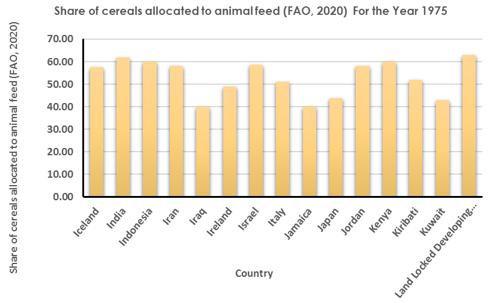 Share of cereals allocated to animal feed (FAO, 2020)  For the Year 1975
Share of cereals allocated to animal feed (FAO, 2020)
70.00
60.00
50.00
40.00
30.00
20.00
10.00
0.00
Iceland
India
Indonesia
Iran
Iraq
Ireland
Israel
Italy
Jamaica
Japan
Jordan
Kenya
Kiribati
Kuwait
Land Locked Developing...
Country